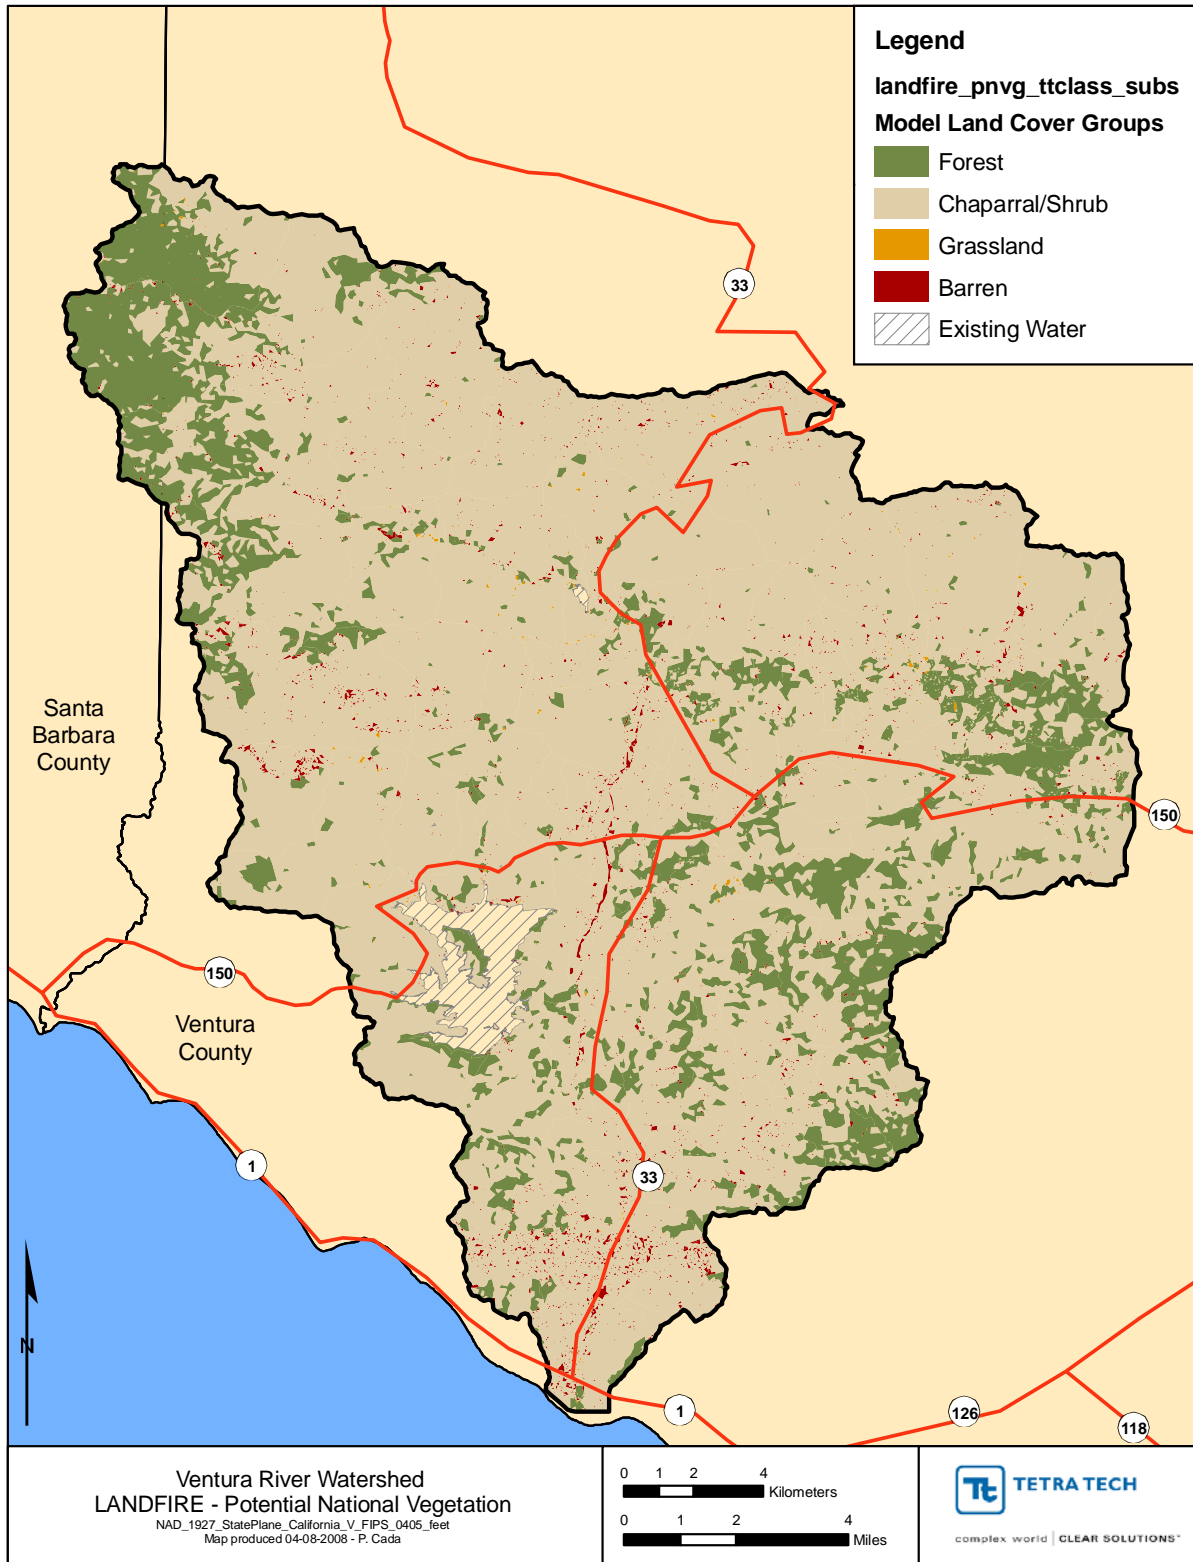 Legend
landfire_pnvg_ttclass_subs
Model Land Cover Groups
Forest
Chaparral/Shrub
Grassland
Barren
Existing Water
33
Santa
Barbara
County
150
150
Ventura
County
1
33
N
1
126
118
Ventura River Watershed
LANDFIRE - Potential National Vegetation
NAD_1927_StatePlane_California_V_FIPS_0405_feet
Map produced 04-08-2008 - P. Cada
0 1 2 4
Kilometers
0 1 2 4
Miles
Tt TETRA TECH
complex world | CLEAR SOLUTIONS™